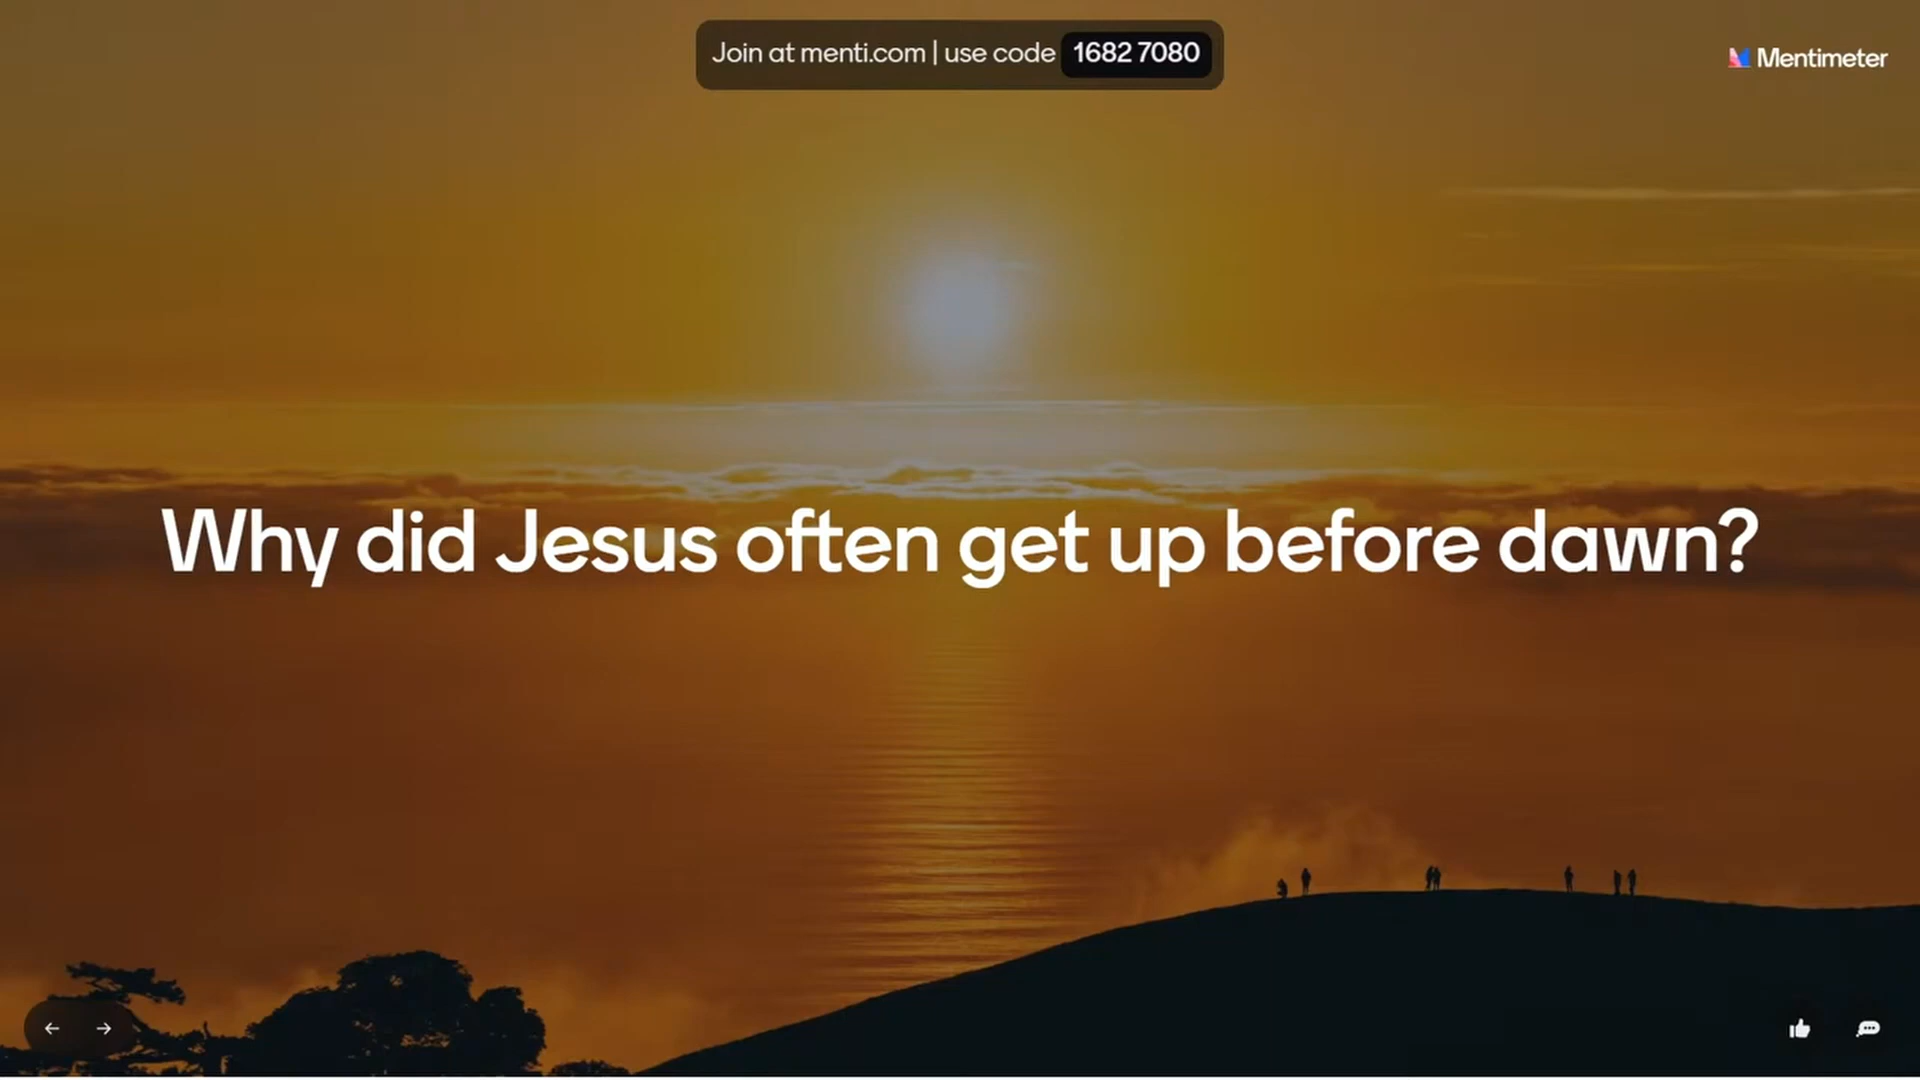 Join at menti.com | use code 1682 7080
Mentimeter
Why did Jesus often get up before dawn?